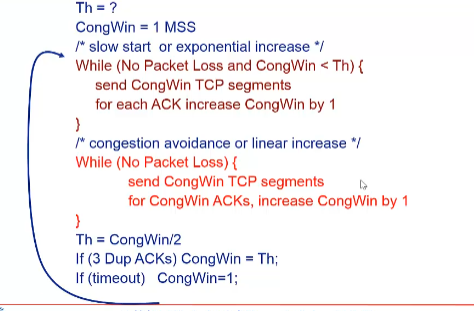 Th = ?
CongWin = 1 MSS
/* slow start or exponential increase */
While (No Packet Loss and CongWin < Th) {
send CongWin TCP segments
for each ACK increase CongWin by 1
}
/* congestion avoidance or linear increase */
While (No Packet Loss) {
send CongWin TCP segments
for CongWin ACKs, increase CongWin by 1
}
Th = CongWin/2
If (3 Dup ACKs) CongWin = Th;
If (timeout) CongWin=1;